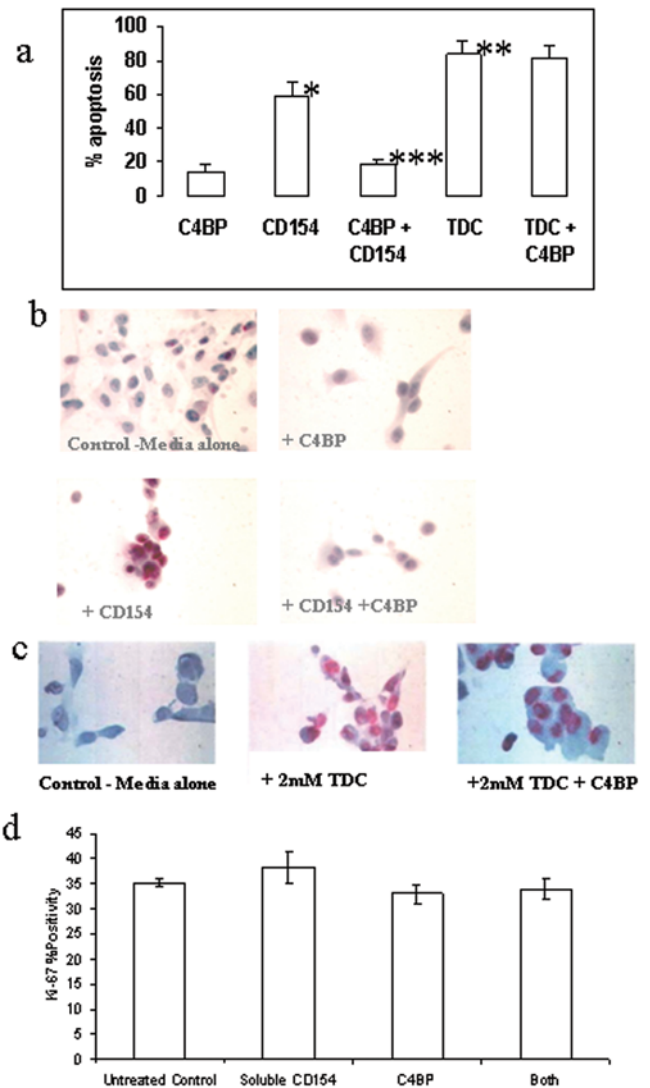 a
% apoptosis
100
80
60
40
20
0
*
***
**
C4BP
CD154
C4BP +
CD154
TDC
TDC +
C4BP
b
Control -Media alone
+ C4BP
+ CD154
+ CD154 +C4BP
c
Control - Media alone
+ 2mM TDC
+2mM TDC + C4BP
d
Ki-67 %Positivity
45
40
35
30
25
20
15
10
5
0
Untreated Control
Soluble CD154
C4BP
Both